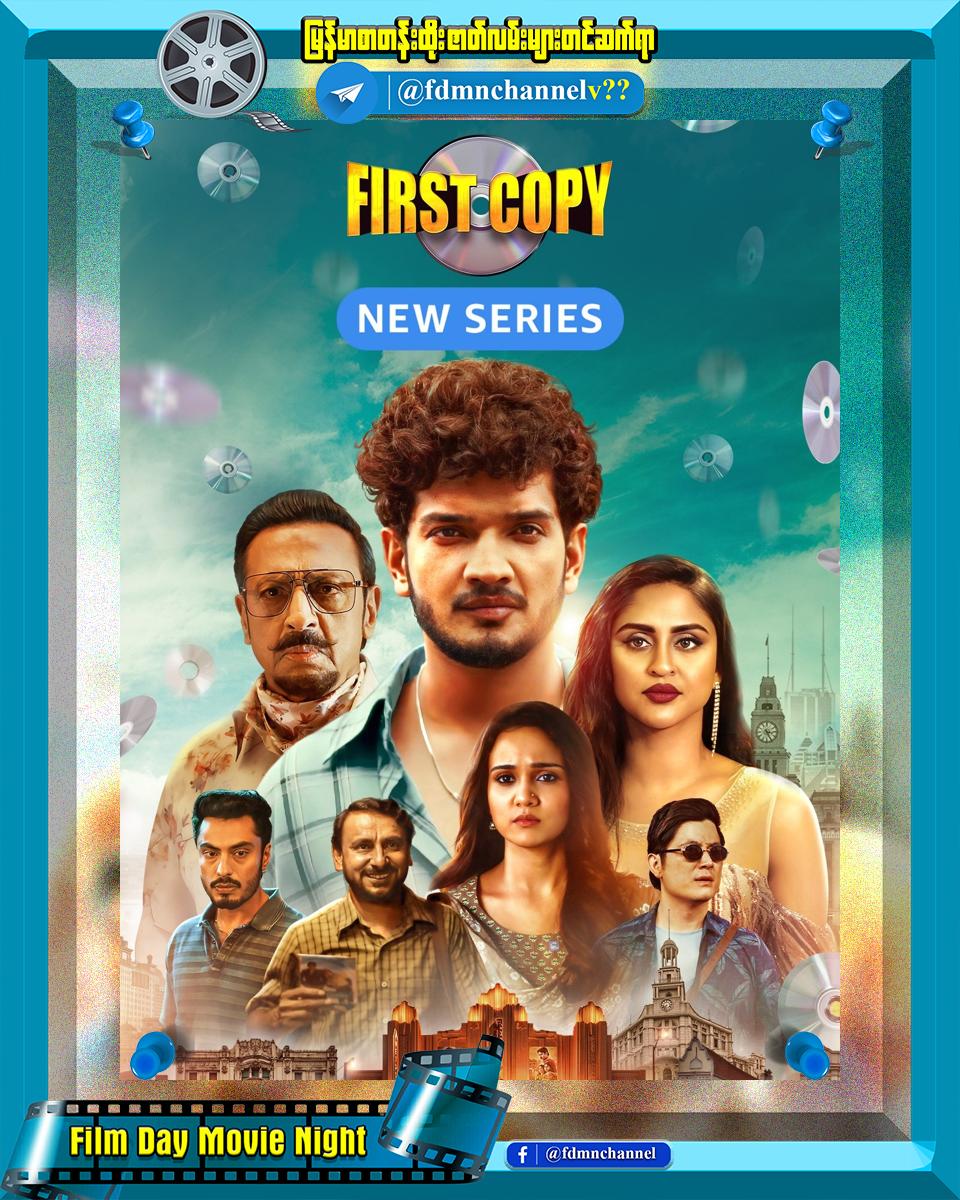 မြန်မာစာတန်းထိုးဇာတ်လမ်းများတင်ဆက်ရာ
@fdmnchannelv??
FIRST COPY
NEW SERIES
Film Day Movie Night
@fdmnchannel